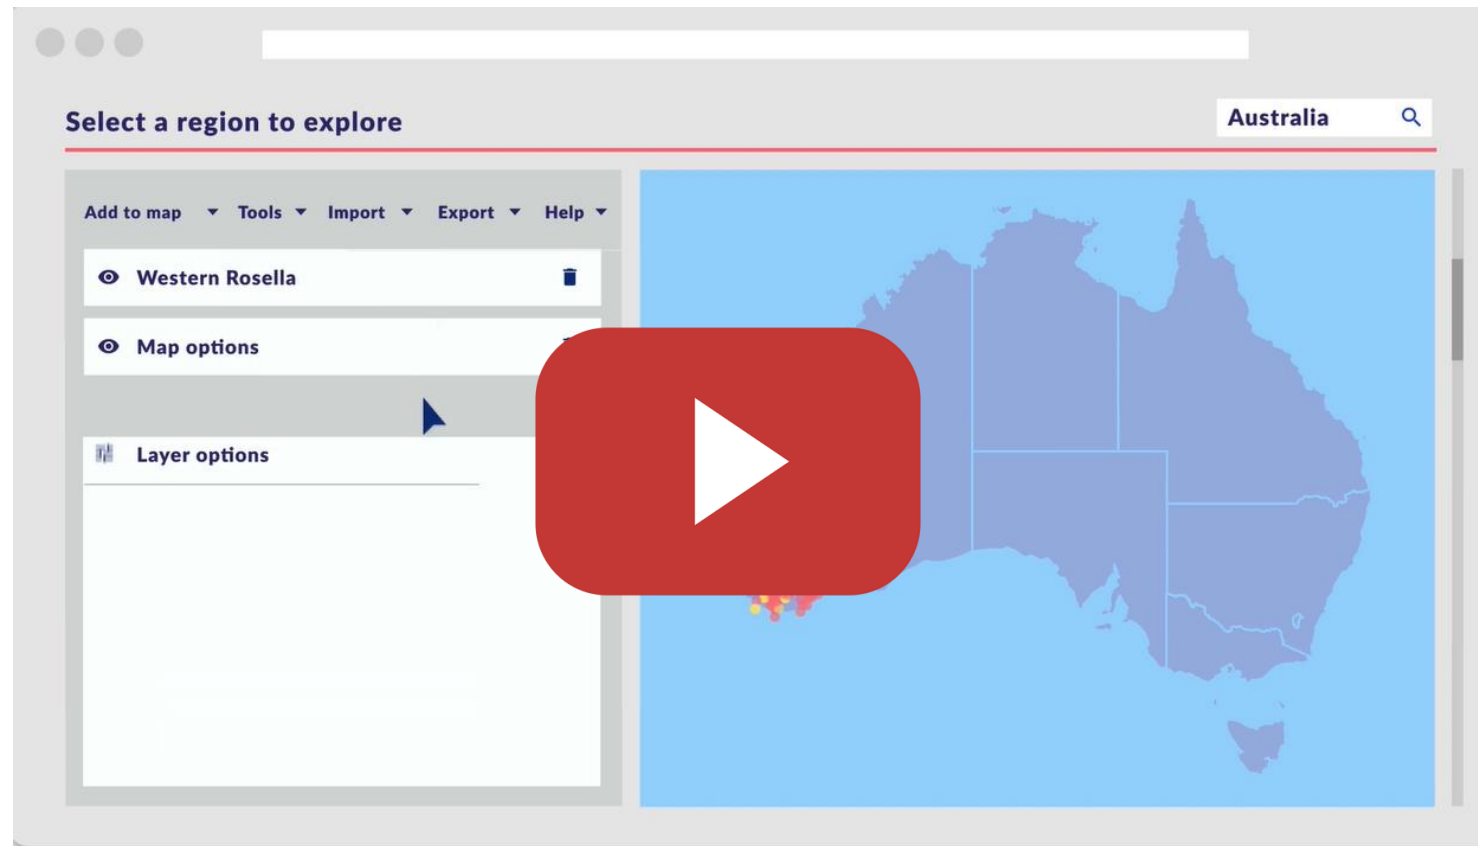 Select a region to explore
Australia
Add to map Tools Import Export Help
Western Rosella
Map options
Layer options